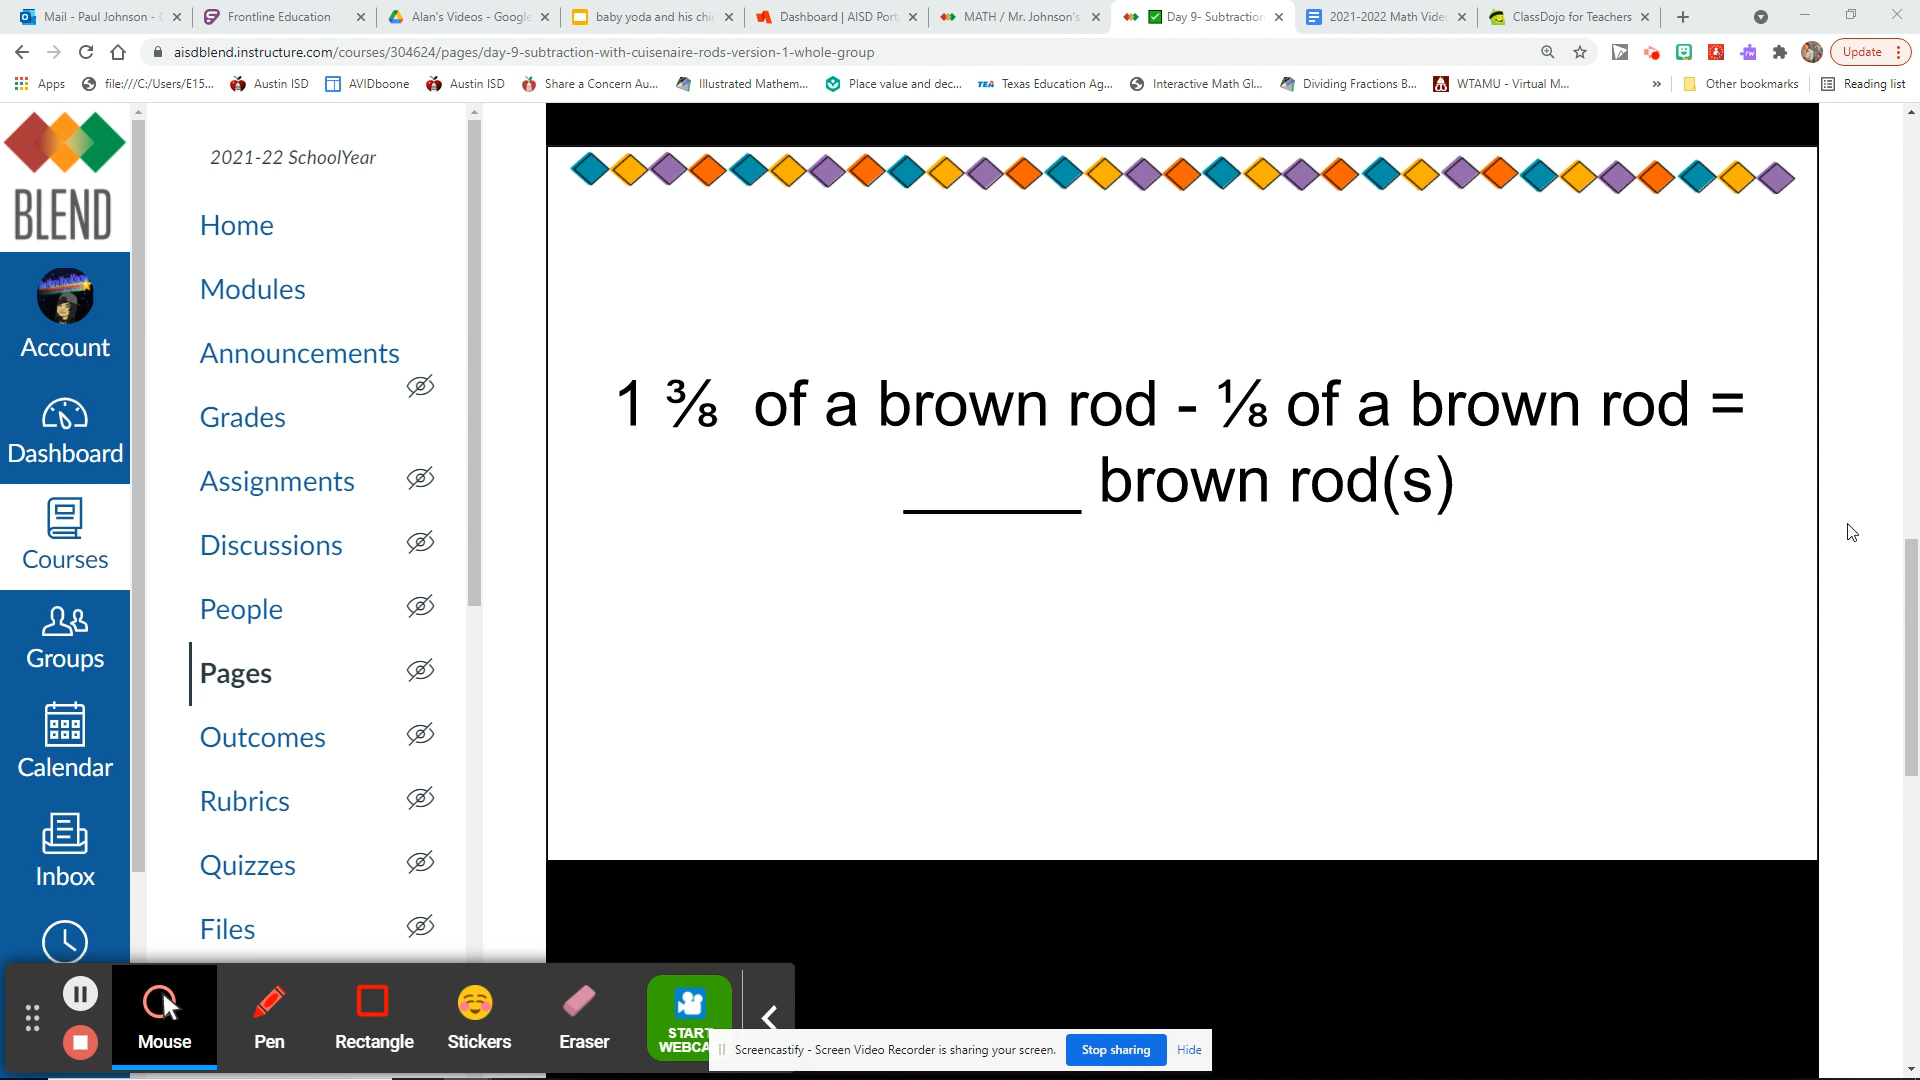 Mail - Paul Johnson - 
Frontline Education
Alan's Videos - Google
baby yoda and his chi
Dashboard | AISD Port
MATH / Mr. Johnson's
Day 9- Subtraction
2021-2022 Math Vide
ClassDojo for Teachers
aisdblend.instructure.com/courses/304624/pages/day-9-subtraction-with-cuisenaire-rods-version-1-whole-group
Update
Apps
file:///C:/Users/E15...
Austin ISD
AVIDboone
Austin ISD
Share a Concern Au...
Illustrated Mathem...
Place value and dec...
TEA Texas Education Ag...
Interactive Math Gl...
Dividing Fractions B...
WTAMU - Virtual M...
»
Other bookmarks
Reading list
BLEND
Account
Dashboard
Courses
Groups
Calendar
Inbox
2021-22 SchoolYear
Home
Modules
Announcements
Grades
Assignments
Discussions
People
Pages
Outcomes
Rubrics
Quizzes
Files
1 ⅜ of a brown rod - ⅛ of a brown rod =
______ brown rod(s)
Mouse
Pen
Rectangle
Stickers
Eraser
START
WEBCA
Screencastify - Screen Video Recorder is sharing your screen.
Stop sharing
Hide